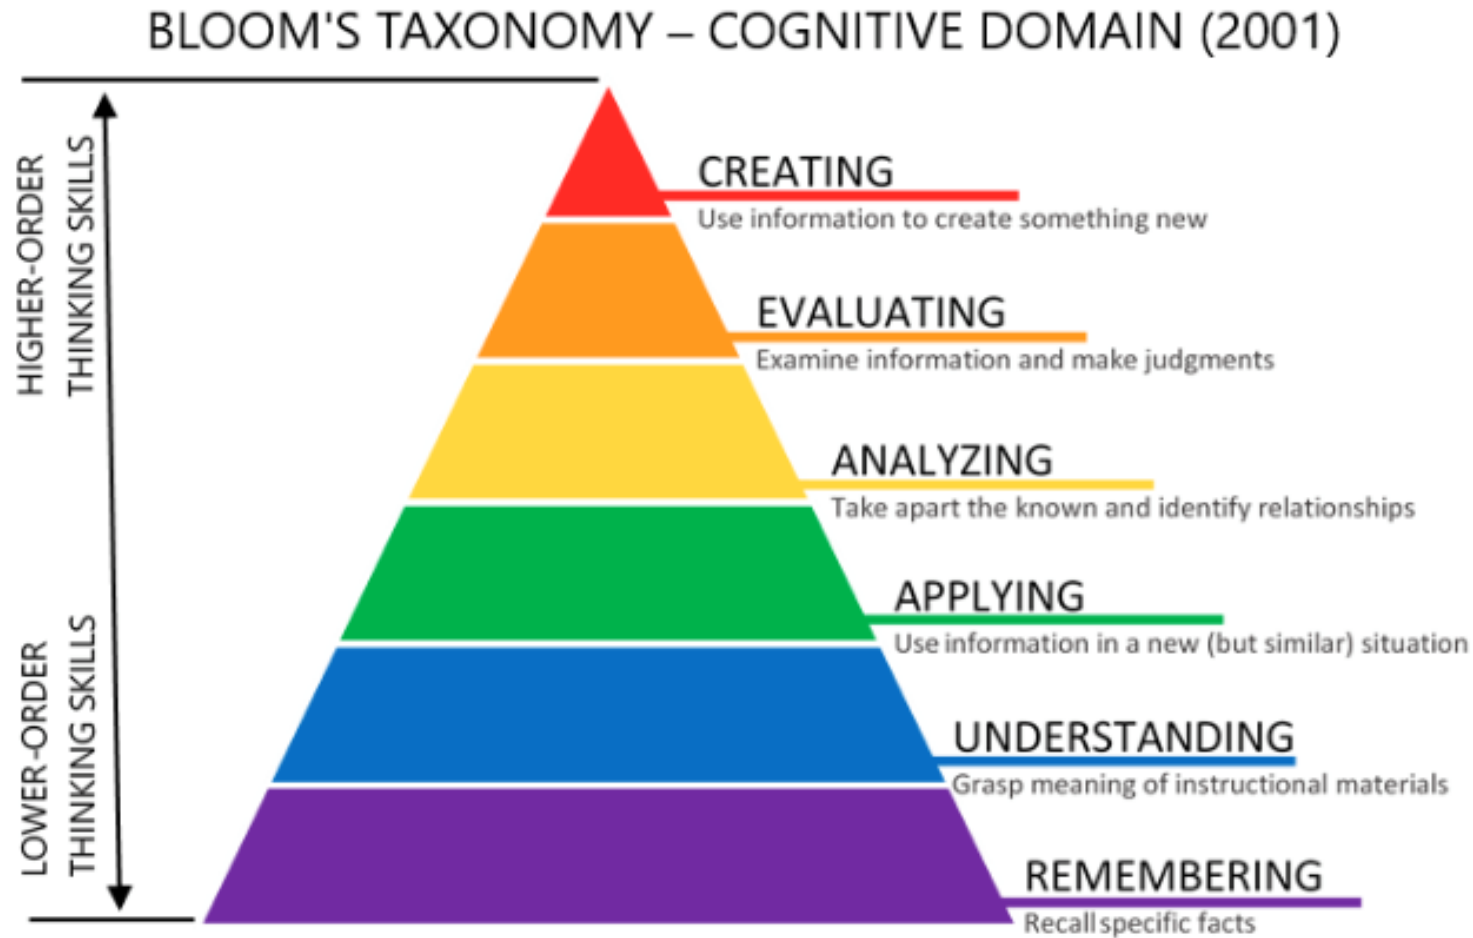 BLOOM'S TAXONOMY – COGNITIVE DOMAIN (2001)
HIGHER-ORDER
THINKING SKILLS
LOWER-ORDER
THINKING SKILLS
CREATING
Use information to create something new
EVALUATING
Examine information and make judgments
ANALYZING
Take apart the known and identify relationships
APPLYING
Use information in a new (but similar) situation
UNDERSTANDING
Grasp meaning of instructional materials
REMEMBERING
Recall specific facts